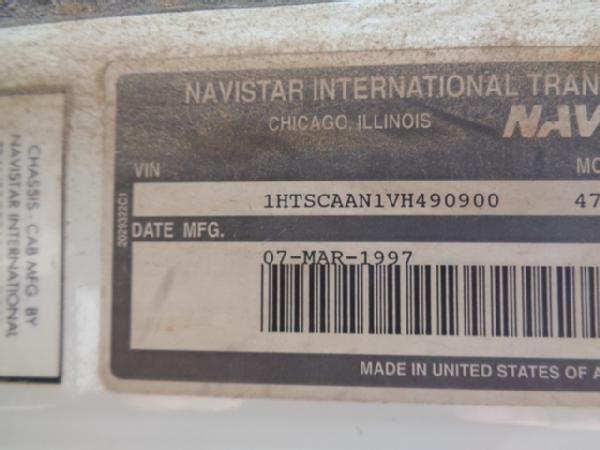 NAVISTAR INTERNATIONAL TRAN
CHICAGO, ILLINOIS
NAV
VIN
MO
1HTSCAAN1VH490900
47
DATE MFG.
07-MAR-1997
MADE IN UNITED STATES OF A
2029322C1
CHASSIS - CAB MFG. BY
NAVISTAR INTERNATIONAL